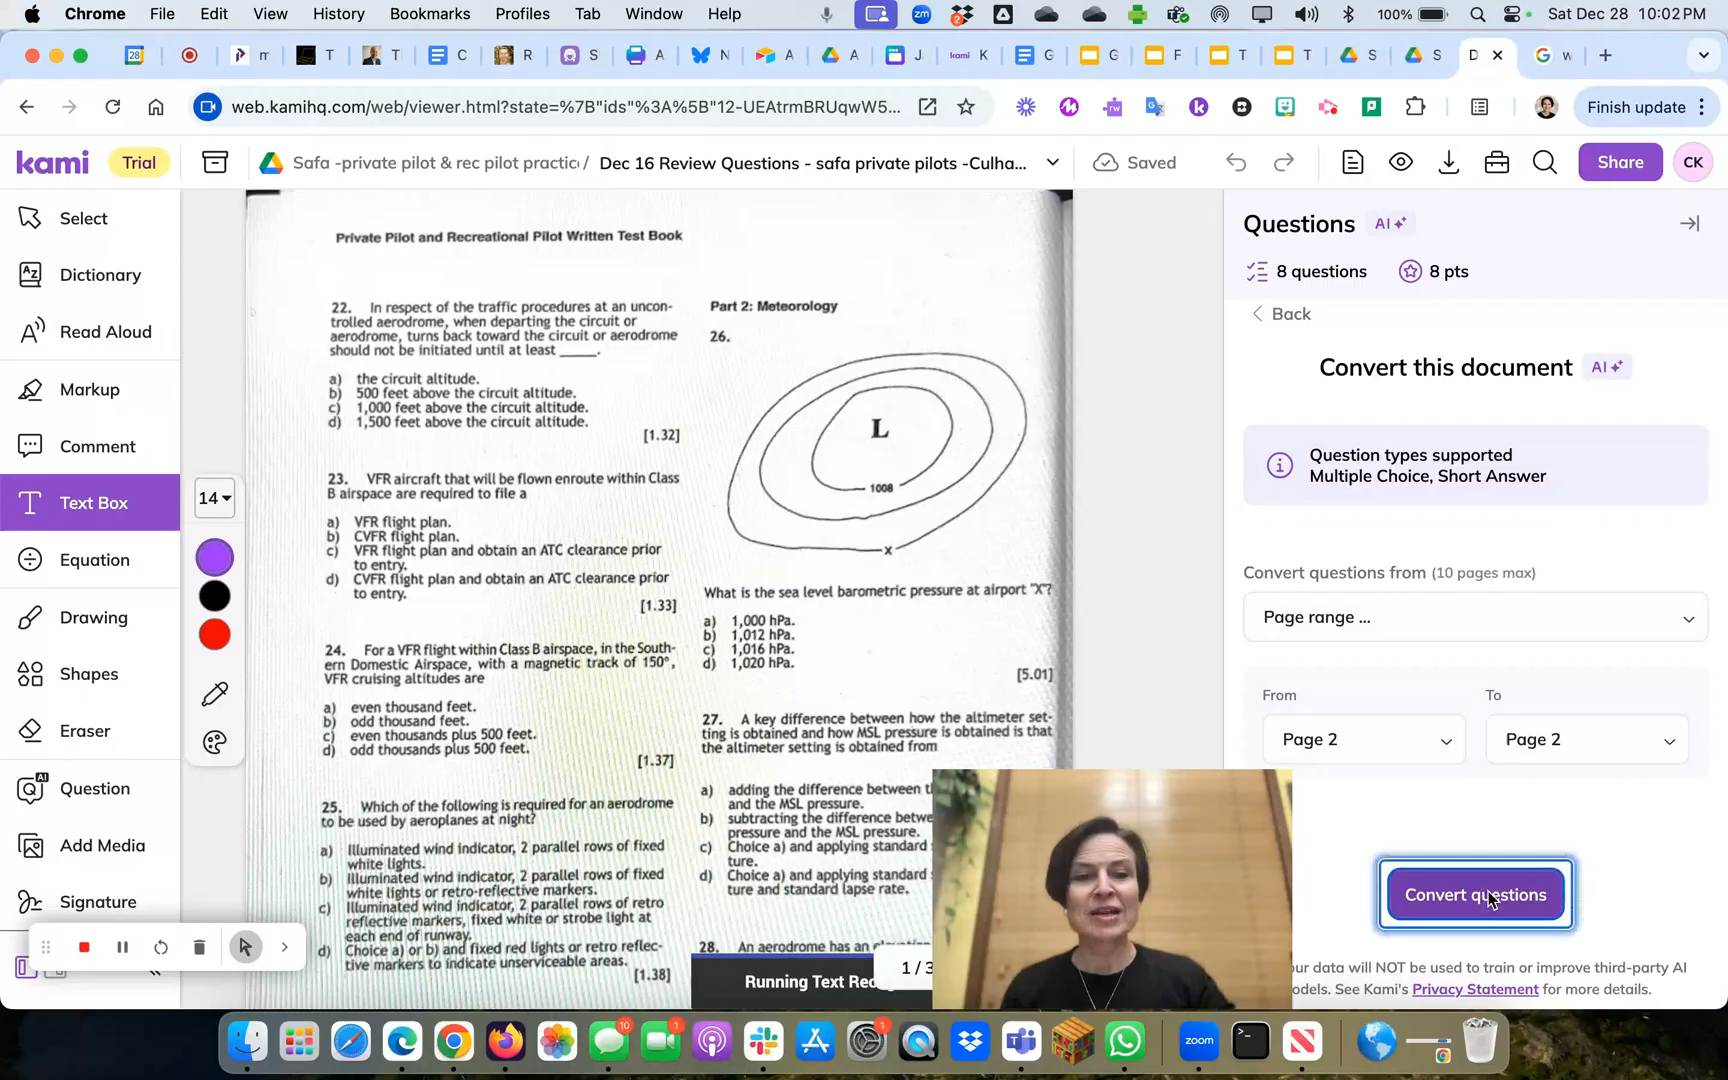 Chrome File Edit View History Bookmarks Profiles Tab Window Help 100% Sat Dec 28 10:02 PM
web.kamihq.com/web/viewer.html?state=%7B"ids"%3A%5B"12-UEAtrmBRUqwW5... Finish update
kami Trial Safa -private pilot & rec pilot practic / Dec 16 Review Questions - safa private pilots -Culha... Saved Share CK
Select
Dictionary
Read Aloud
Markup
Comment
Text Box
Equation
Drawing
Shapes
Eraser
Question
Add Media
Signature
14
Private Pilot and Recreational Pilot Written Test Book
22. In respect of the traffic procedures at an uncon-
trolled aerodrome, when departing the circuit or
aerodrome, turns back toward the circuit or aerodrome
should not be initiated until at least _____.
a) the circuit altitude.
b) 500 feet above the circuit altitude.
c) 1,000 feet above the circuit altitude.
d) 1,500 feet above the circuit altitude.
[1.32]
23. VFR aircraft that will be flown enroute within Class
B airspace are required to file a
a) VFR flight plan.
b) CVFR flight plan.
c) VFR flight plan and obtain an ATC clearance prior
to entry.
d) CVFR flight plan and obtain an ATC clearance prior
to entry.
[1.33]
24. For a VFR flight within Class B airspace, in the South-
ern Domestic Airspace, with a magnetic track of 150°,
VFR cruising altitudes are
a) even thousand feet.
b) odd thousand feet.
c) even thousands plus 500 feet.
d) odd thousands plus 500 feet.
[1.37]
25. Which of the following is required for an aerodrome
to be used by aeroplanes at night?
a) Illuminated wind indicator, 2 parallel rows of fixed
white lights.
b) Illuminated wind indicator, 2 parallel rows of fixed
white lights or retro-reflective markers.
c) Illuminated wind indicator, 2 parallel rows of retro
reflective markers, fixed white or strobe light at
each end of runway.
d) Choice a) or b) and fixed red lights or retro reflec-
tive markers to indicate unserviceable areas.
[1.38]
Part 2: Meteorology
26.
L
1008
X
What is the sea level barometric pressure at airport "X"?
a) 1,000 hPa.
b) 1,012 hPa.
c) 1,016 hPa.
d) 1,020 hPa.
[5.01]
27. A key difference between how the altimeter set-
ting is obtained and how MSL pressure is obtained is that
the altimeter setting is obtained from
a) adding the difference between
and the MSL pressure.
b) subtracting the difference
pressure and the MSL pressure.
c) Choice a) and applying standard
ture.
d) Choice a) and applying standard
ture and standard lapse rate.
28. An aerodrome has an
Running Text Rec
1 / 3
Questions AI
8 questions 8 pts
Back
Convert this document AI
Question types supported
Multiple Choice, Short Answer
Convert questions from (10 pages max)
Page range ...
From To
Page 2 Page 2
Convert questions
ur data will NOT be used to train or improve third-party AI
odels. See Kami's Privacy Statement for more details.
10 1 1 zoom